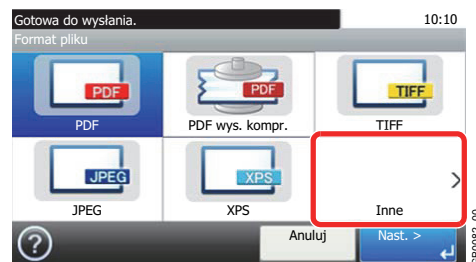 Gotowa do wysłania. 10:10
Format pliku
PDF PDF TIFF
PDF PDF wys. kompr. TIFF
JPEG XPS
JPEG XPS Inne
? Anuluj Nast. >